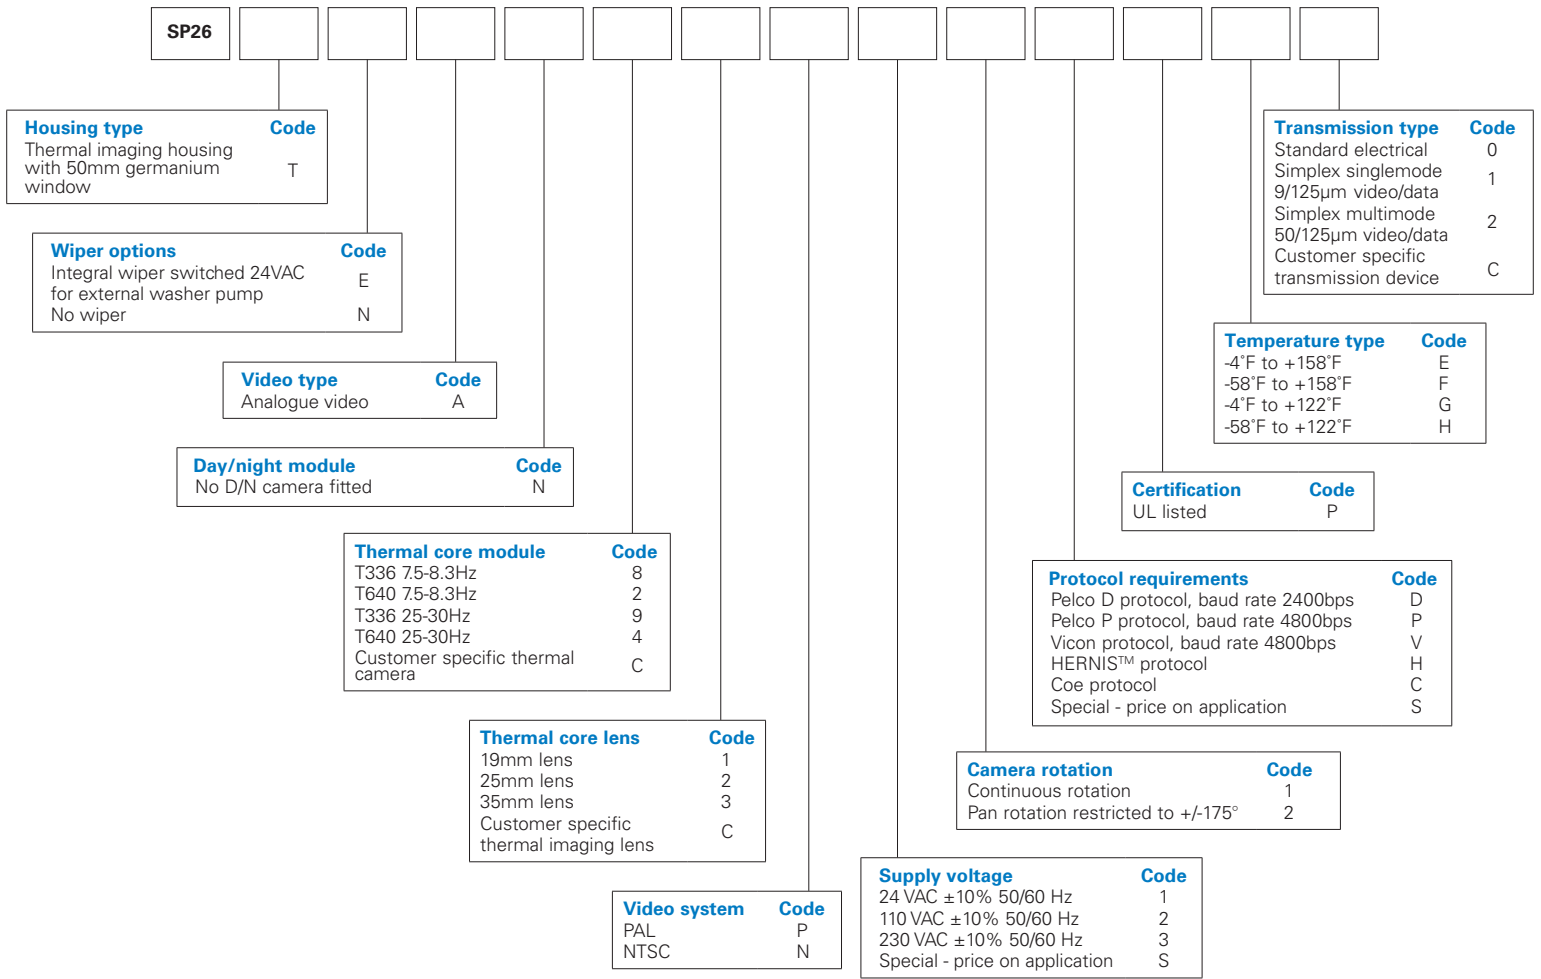 SP26
Housing type Code
Thermal imaging housing
with 50mm germanium
window T
Wiper options Code
Integral wiper switched 24VAC
for external washer pump E
No wiper N
Video type Code
Analogue video A
Day/night module Code
No D/N camera fitted N
Thermal core module Code
T336 7.5-8.3Hz 8
T640 7.5-8.3Hz 2
T336 25-30Hz 9
T640 25-30Hz 4
Customer specific thermal
camera C
Thermal core lens Code
19mm lens 1
25mm lens 2
35mm lens 3
Customer specific
thermal imaging lens C
Video system Code
PAL P
NTSC N
Supply voltage Code
24 VAC ±10% 50/60 Hz 1
110 VAC ±10% 50/60 Hz 2
230 VAC ±10% 50/60 Hz 3
Special - price on application S
Camera rotation Code
Continuous rotation 1
Pan rotation restricted to +/-175° 2
Protocol requirements Code
Pelco D protocol, baud rate 2400bps D
Pelco P protocol, baud rate 4800bps P
Vicon protocol, baud rate 4800bps V
HERNIS™ protocol H
Coe protocol C
Special - price on application S
Certification Code
UL listed P
Temperature type Code
-4˚F to +158˚F E
-58˚F to +158˚F F
-4˚F to +122˚F G
-58˚F to +122˚F H
Transmission type Code
Standard electrical 0
Simplex singlemode
9/125µm video/data 1
Simplex multimode
50/125µm video/data 2
Customer specific
transmission device C